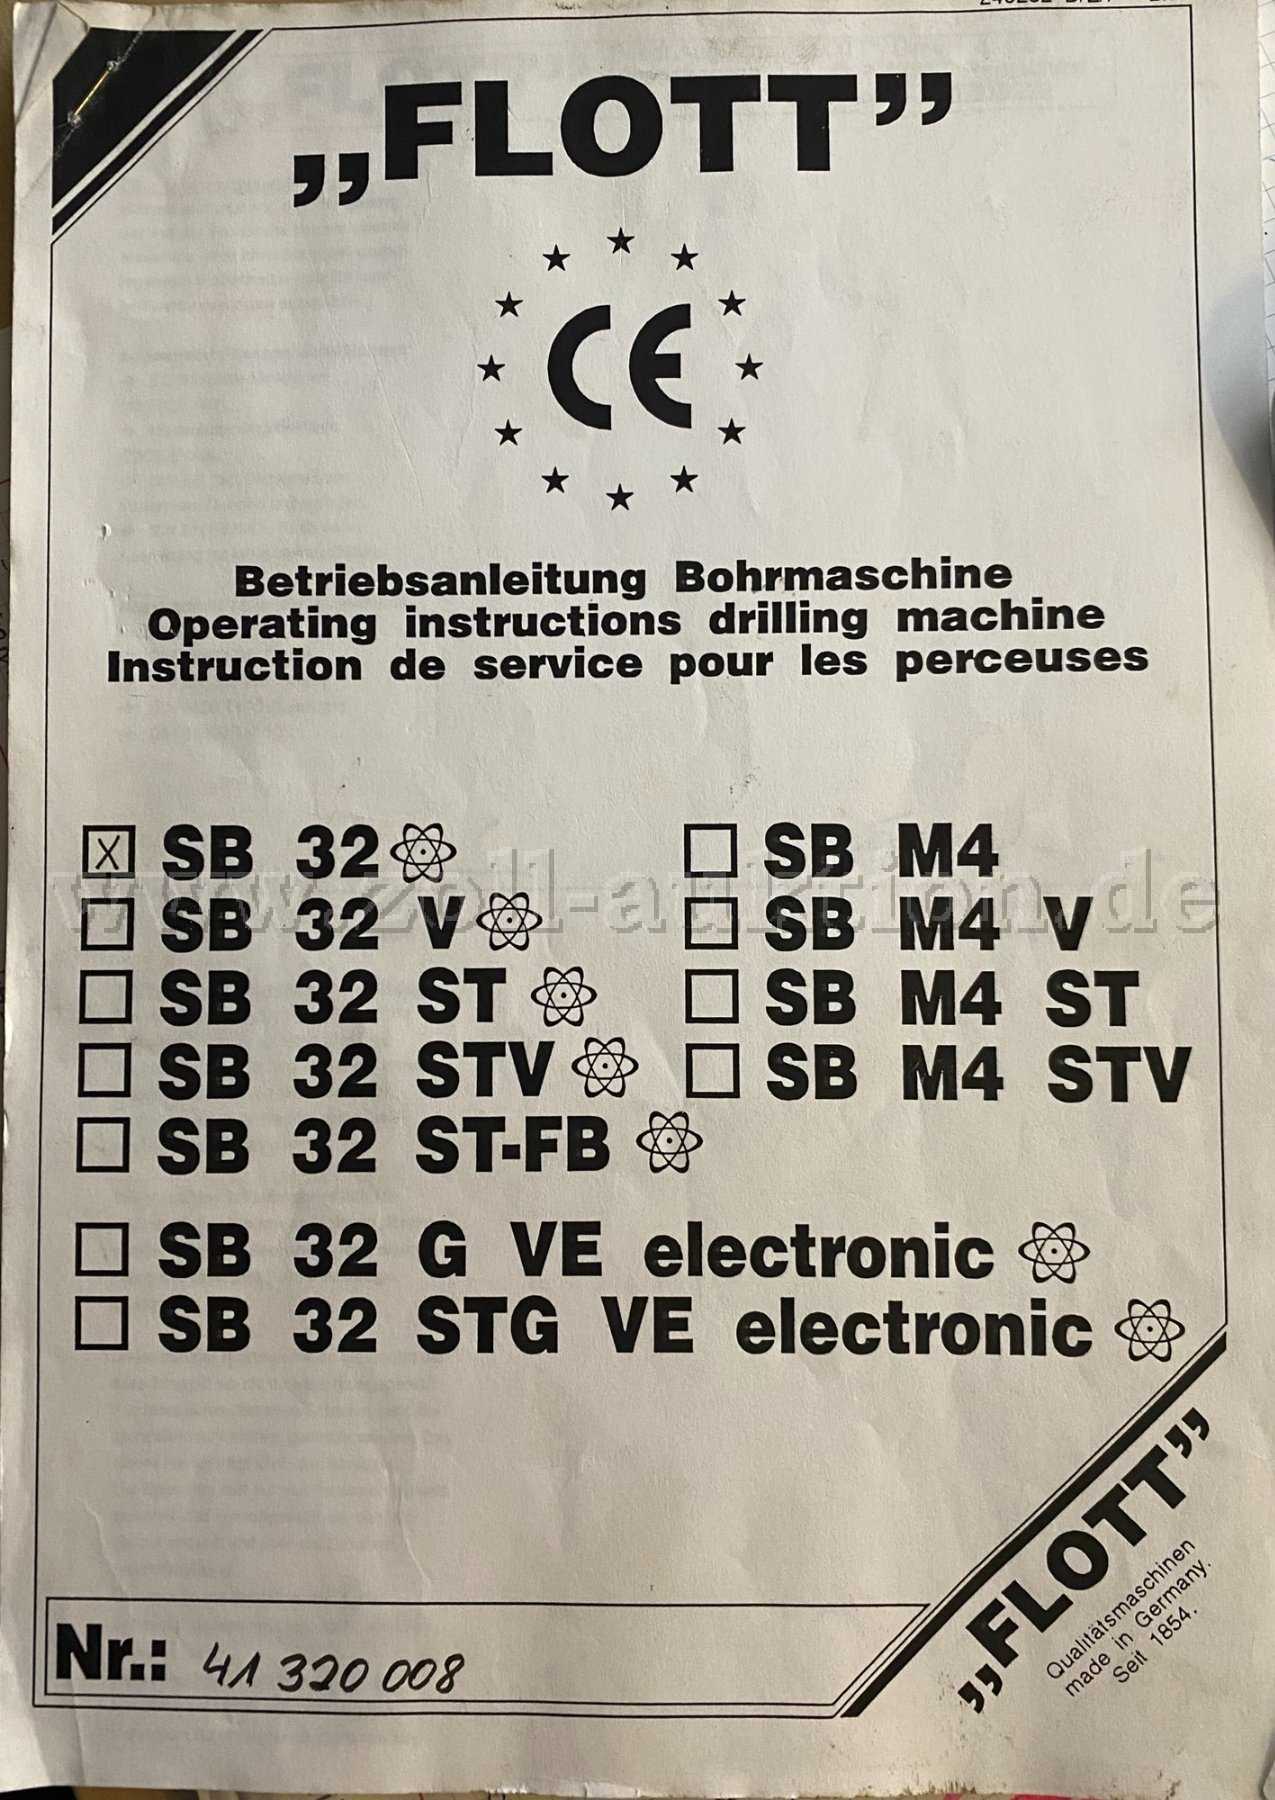 „FLOTT”
CE
Betriebsanleitung Bohrmaschine
Operating instructions drilling machine
Instruction de service pour les perceuses
X SB 32
SB M4
www.zoll-auktion.de
SB 32 V
SB M4 V
SB 32 ST
SB M4 ST
SB 32 STV
SB M4 STV
SB 32 ST-FB
SB 32 G VE electronic
SB 32 STG VE electronic
„FLOTT”
Qualitätsmaschinen
made in Germany.
Seit 1854.
Nr.: 41 320 008